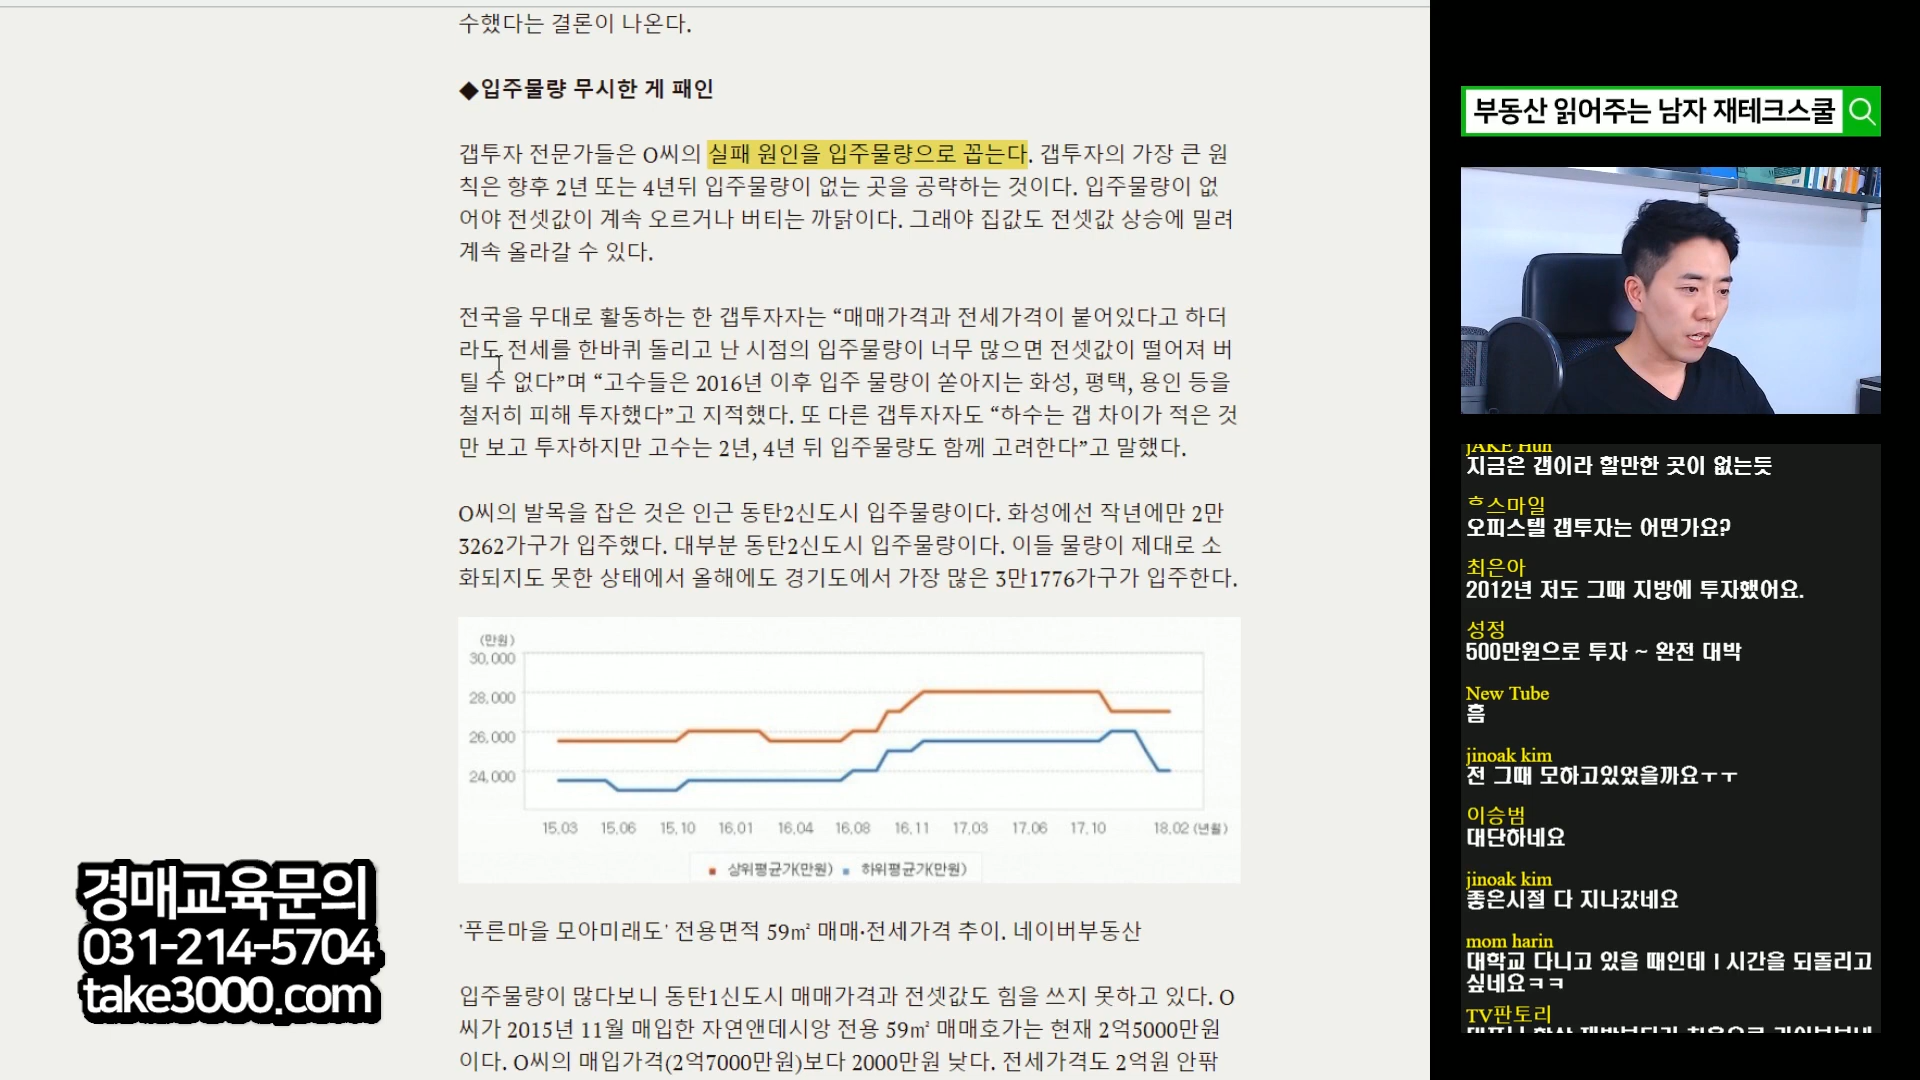 수했다는 결론이 나온다.
◆입주물량 무시한 게 패인
갭투자 전문가들은 O씨의 실패 원인을 입주물량으로 꼽는다. 갭투자의 가장 큰 원
칙은 향후 2년 또는 4년뒤 입주물량이 없는 곳을 공략하는 것이다. 입주물량이 없
어야 전셋값이 계속 오르거나 버티는 까닭이다. 그래야 집값도 전셋값 상승에 밀려
계속 올라갈 수 있다.
전국을 무대로 활동하는 한 갭투자자는 “매매가격과 전세가격이 붙어있다고 하더
라도 전세를 한바퀴 돌리고 난 시점의 입주물량이 너무 많으면 전셋값이 떨어져 버
틸 수 없다”며 “고수들은 2016년 이후 입주 물량이 쏟아지는 화성, 평택, 용인 등을
철저히 피해 투자했다”고 지적했다. 또 다른 갭투자자도 “하수는 갭 차이가 적은 것
만 보고 투자하지만 고수는 2년, 4년 뒤 입주물량도 함께 고려한다”고 말했다.
O씨의 발목을 잡은 것은 인근 동탄2신도시 입주물량이다. 화성에선 작년에만 2만
3262가구가 입주했다. 대부분 동탄2신도시 입주물량이다. 이들 물량이 제대로 소
화되지도 못한 상태에서 올해에도 경기도에서 가장 많은 3만1776가구가 입주한다.
(만원)
30,000
28,000
26,000
24,000
15.03 15.06 15.10 16.01 16.04 16.08 16.11 17.03 17.06 17.10 18.02 (년월)
상위평균가(만원) 하위평균가(만원)
'푸른마을 모아미래도' 전용면적 59㎡ 매매·전세가격 추이. 네이버부동산
입주물량이 많다보니 동탄1신도시 매매가격과 전셋값도 힘을 쓰지 못하고 있다. O
씨가 2015년 11월 매입한 자연앤데시앙 전용 59㎡ 매매호가는 현재 2억5000만원
이다. O씨의 매입가격(2억7000만원)보다 2000만원 낮다. 전세가격도 2억원 안팎
경매교육문의
031-214-5704
take3000.com
부동산 읽어주는 남자 재테크스쿨
jAKE Hun
지금은 갭이라 할만한 곳이 없는듯
ㅎ스마일
오피스텔 갭투자는 어떤가요?
최은아
2012년 저도 그때 지방에 투자했어요.
성정
500만원으로 투자 ~ 완전 대박
New Tube
흠
jinoak kim
전 그때 모하고있었을까요ㅜㅜ
이승범
대단하네요
jinoak kim
좋은시절 다 지나갔네요
mom harin
대학교 다니고 있을 때인데ㅣ시간을 되돌리고
싶네요ㅋㅋ
TV판토리